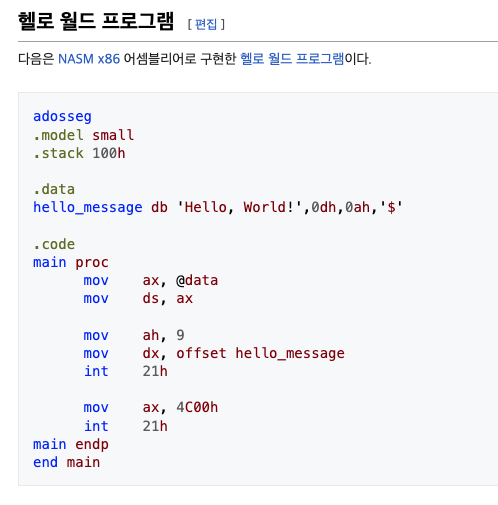 헬로 월드 프로그램 [편집]
다음은 NASM x86 어셈블리어로 구현한 헬로 월드 프로그램이다.
adosseg
.model small
.stack 100h
.data
hello_message db 'Hello, World!',0dh,0ah,'$'
.code
main proc
      mov    ax, @data
      mov    ds, ax
      mov    ah, 9
      mov    dx, offset hello_message
      int    21h
      mov    ax, 4C00h
      int    21h
main endp
end main